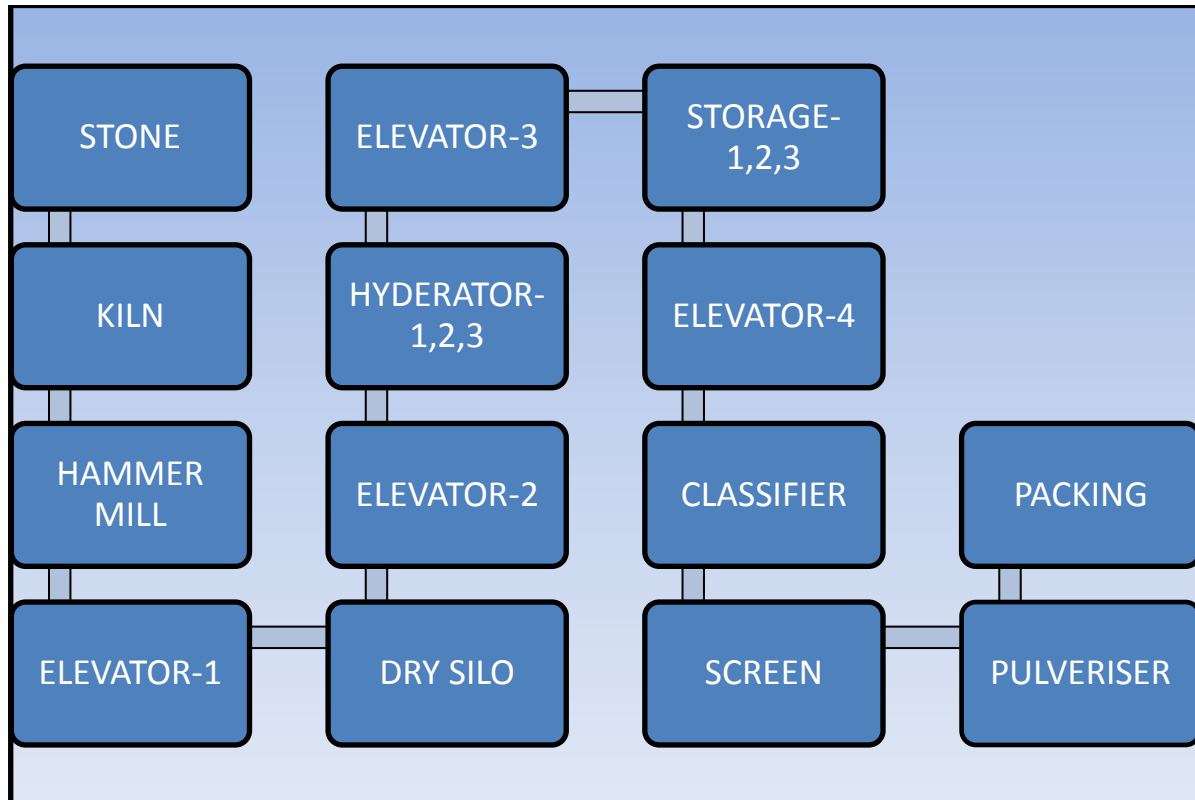 STONE
KILN
HAMMER
MILL
ELEVATOR-1
DRY SILO
ELEVATOR-2
HYDERATOR-
1,2,3
ELEVATOR-3
STORAGE-
1,2,3
ELEVATOR-4
CLASSIFIER
SCREEN
PULVERISER
PACKING